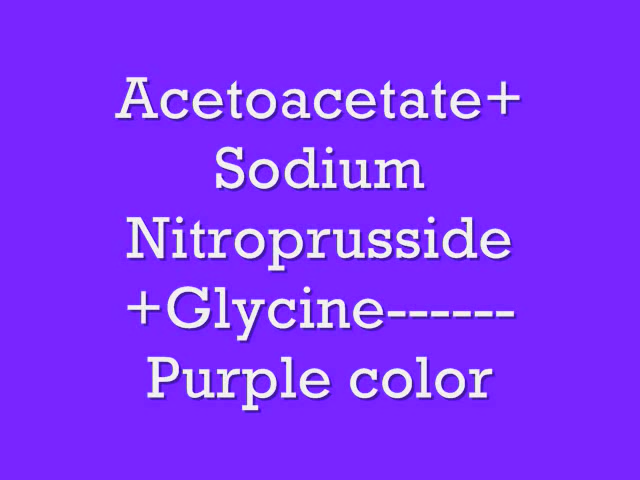 Acetoacetate+
Sodium
Nitroprusside
+Glycine------
Purple color